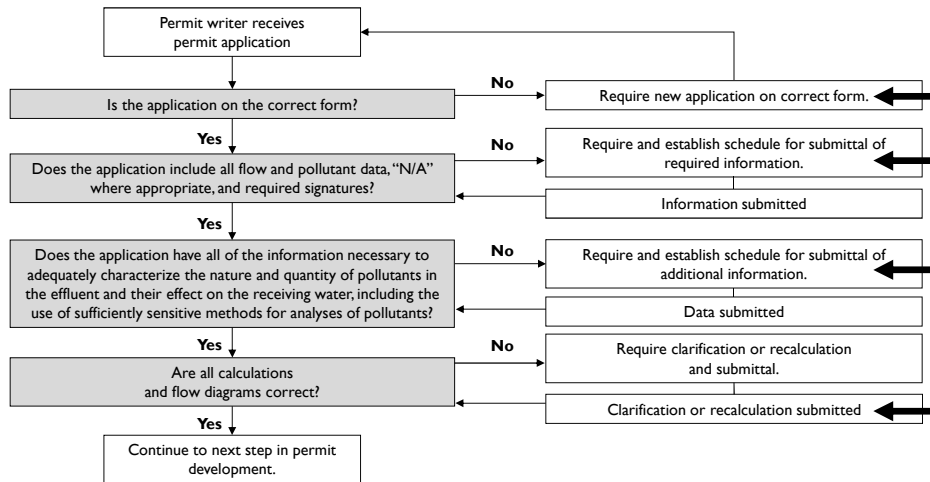 Permit writer receives
permit application
No
Is the application on the correct form?
Require new application on correct form.
Yes
No
Does the application include all flow and pollutant data, “N/A”
where appropriate, and required signatures?
Require and establish schedule for submittal of
required information.
Information submitted
Yes
No
Does the application have all of the information necessary to
adequately characterize the nature and quantity of pollutants in
the effluent and their effect on the receiving water, including the
use of sufficiently sensitive methods for analyses of pollutants?
Require and establish schedule for submittal of
additional information.
Data submitted
Yes
No
Are all calculations
and flow diagrams correct?
Require clarification or recalculation
and submittal.
Clarification or recalculation submitted
Yes
Continue to next step in permit
development.